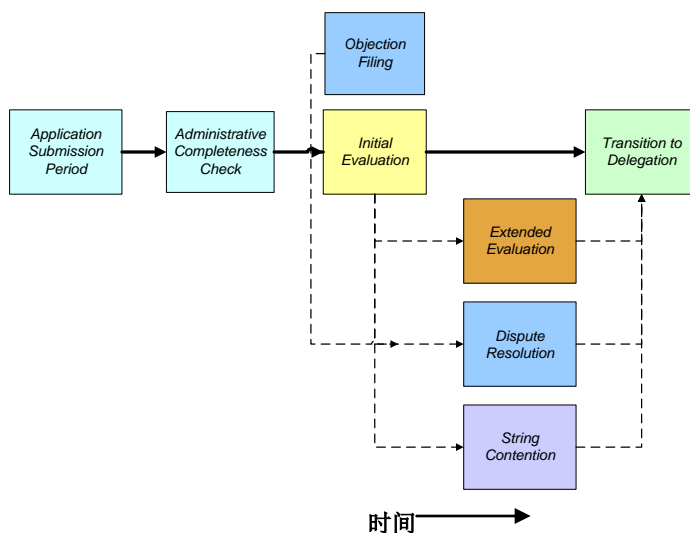 Objection
Filing
Application
Submission
Period
Administrative
Completeness
Check
Initial
Evaluation
Transition to
Delegation
Extended
Evaluation
Dispute
Resolution
String
Contention
时间